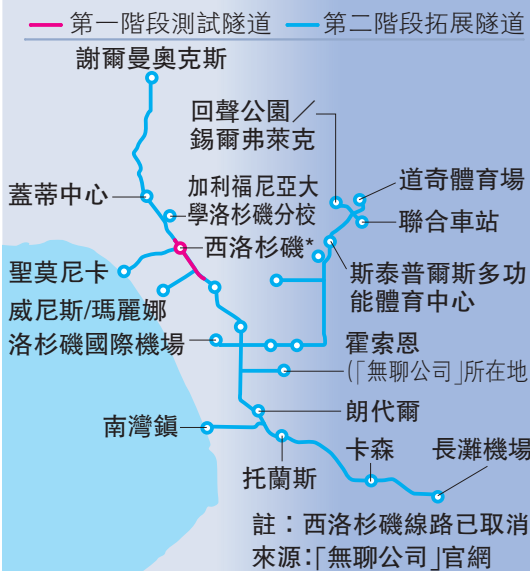 第一階段測試隧道 第二階段拓展隧道
謝爾曼奧克斯
回聲公園／
錫爾弗萊克
道奇體育場
蓋蒂中心
加利福尼亞大
學洛杉磯分校
聯合車站
西洛杉磯*
聖莫尼卡
斯泰普爾斯多功
能體育中心
威尼斯/瑪麗娜
洛杉磯國際機場
霍索恩
(「無聊公司」所在地
朗代爾
南灣鎮
卡森
長灘機場
托蘭斯
註：西洛杉磯線路已取消
來源：「無聊公司」官網